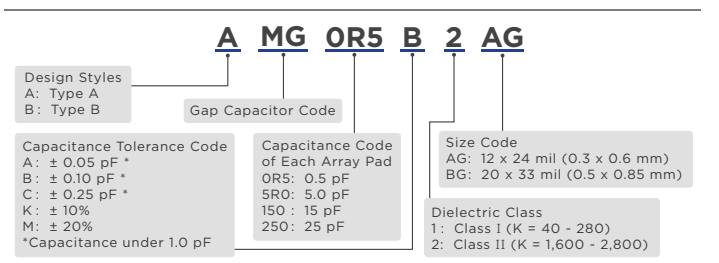 A MG 0R5 B 2 AG
Design Styles
A: Type A
B: Type B
Gap Capacitor Code
Capacitance Tolerance Code
A: ± 0.05 pF *
B: ± 0.10 pF *
C: ± 0.25 pF *
K: ± 10%
M: ± 20%
*Capacitance under 1.0 pF
Capacitance Code
of Each Array Pad
0R5: 0.5 pF
5R0: 5.0 pF
150: 15 pF
250: 25 pF
Size Code
AG: 12 x 24 mil (0.3 x 0.6 mm)
BG: 20 x 33 mil (0.5 x 0.85 mm)
Dielectric Class
1: Class I (K = 40 - 280)
2: Class II (K = 1,600 - 2,800)